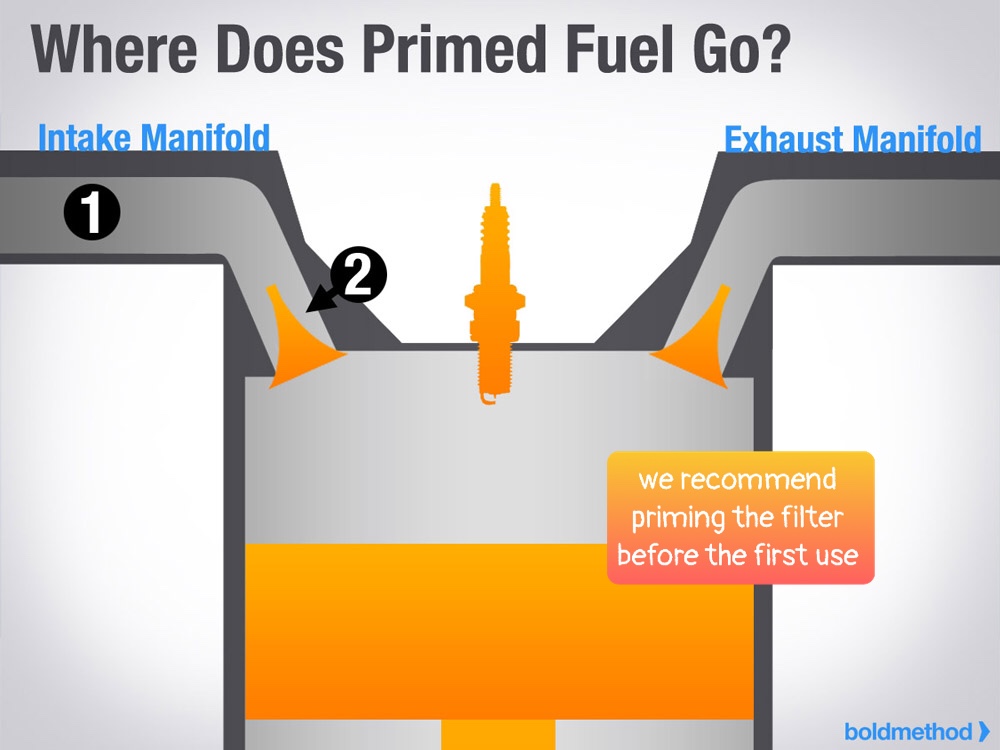 Where Does Primed Fuel Go?
Intake Manifold
Exhaust Manifold
1
2
we recommend
priming the filter
before the first use
boldmethod